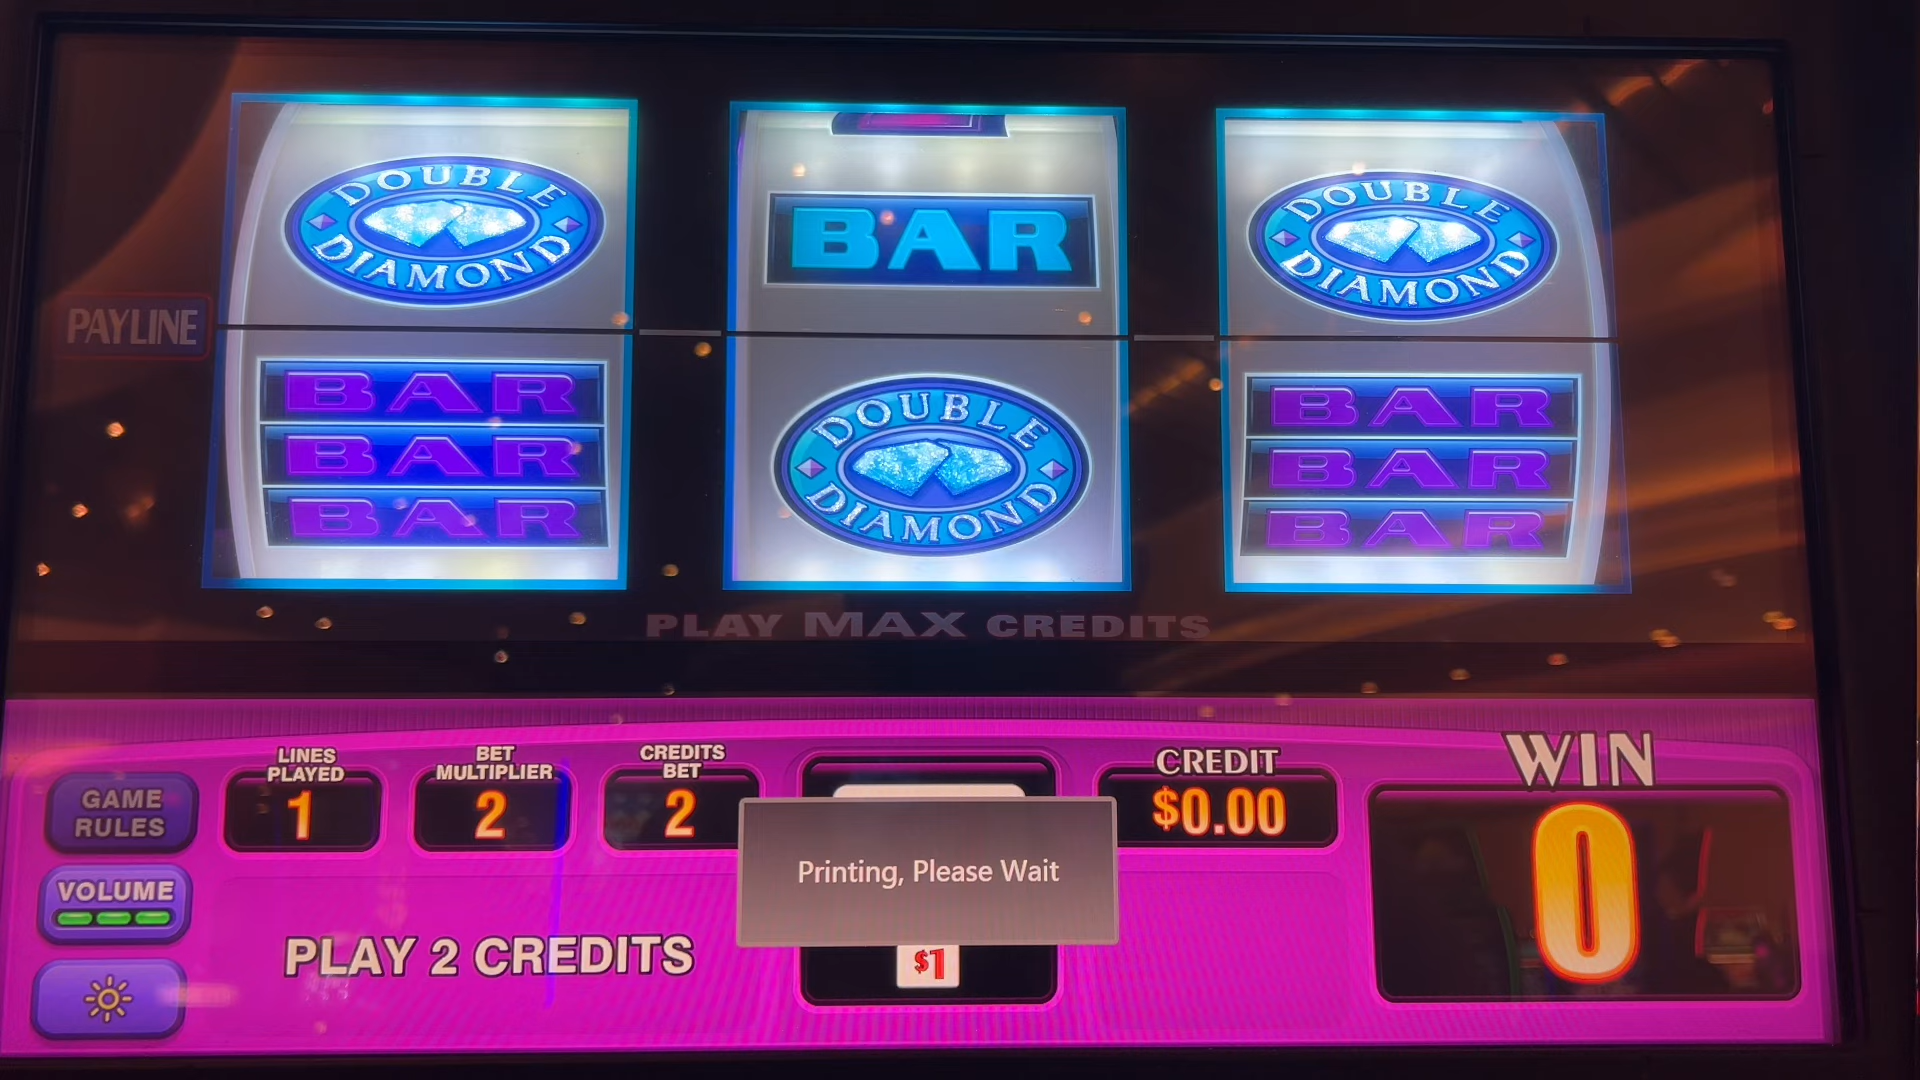 DOUBLE
DIAMOND
BAR
DOUBLE
DIAMOND
PAYLINE
BAR
BAR
BAR
DOUBLE
DIAMOND
BAR
BAR
BAR
PLAY MAX CREDITS
GAME
RULES
LINES
PLAYED
1
BET
MULTIPLIER
2
CREDITS
BET
2
CREDIT
$0.00
WIN
0
Printing, Please Wait
VOLUME
PLAY 2 CREDITS
$1